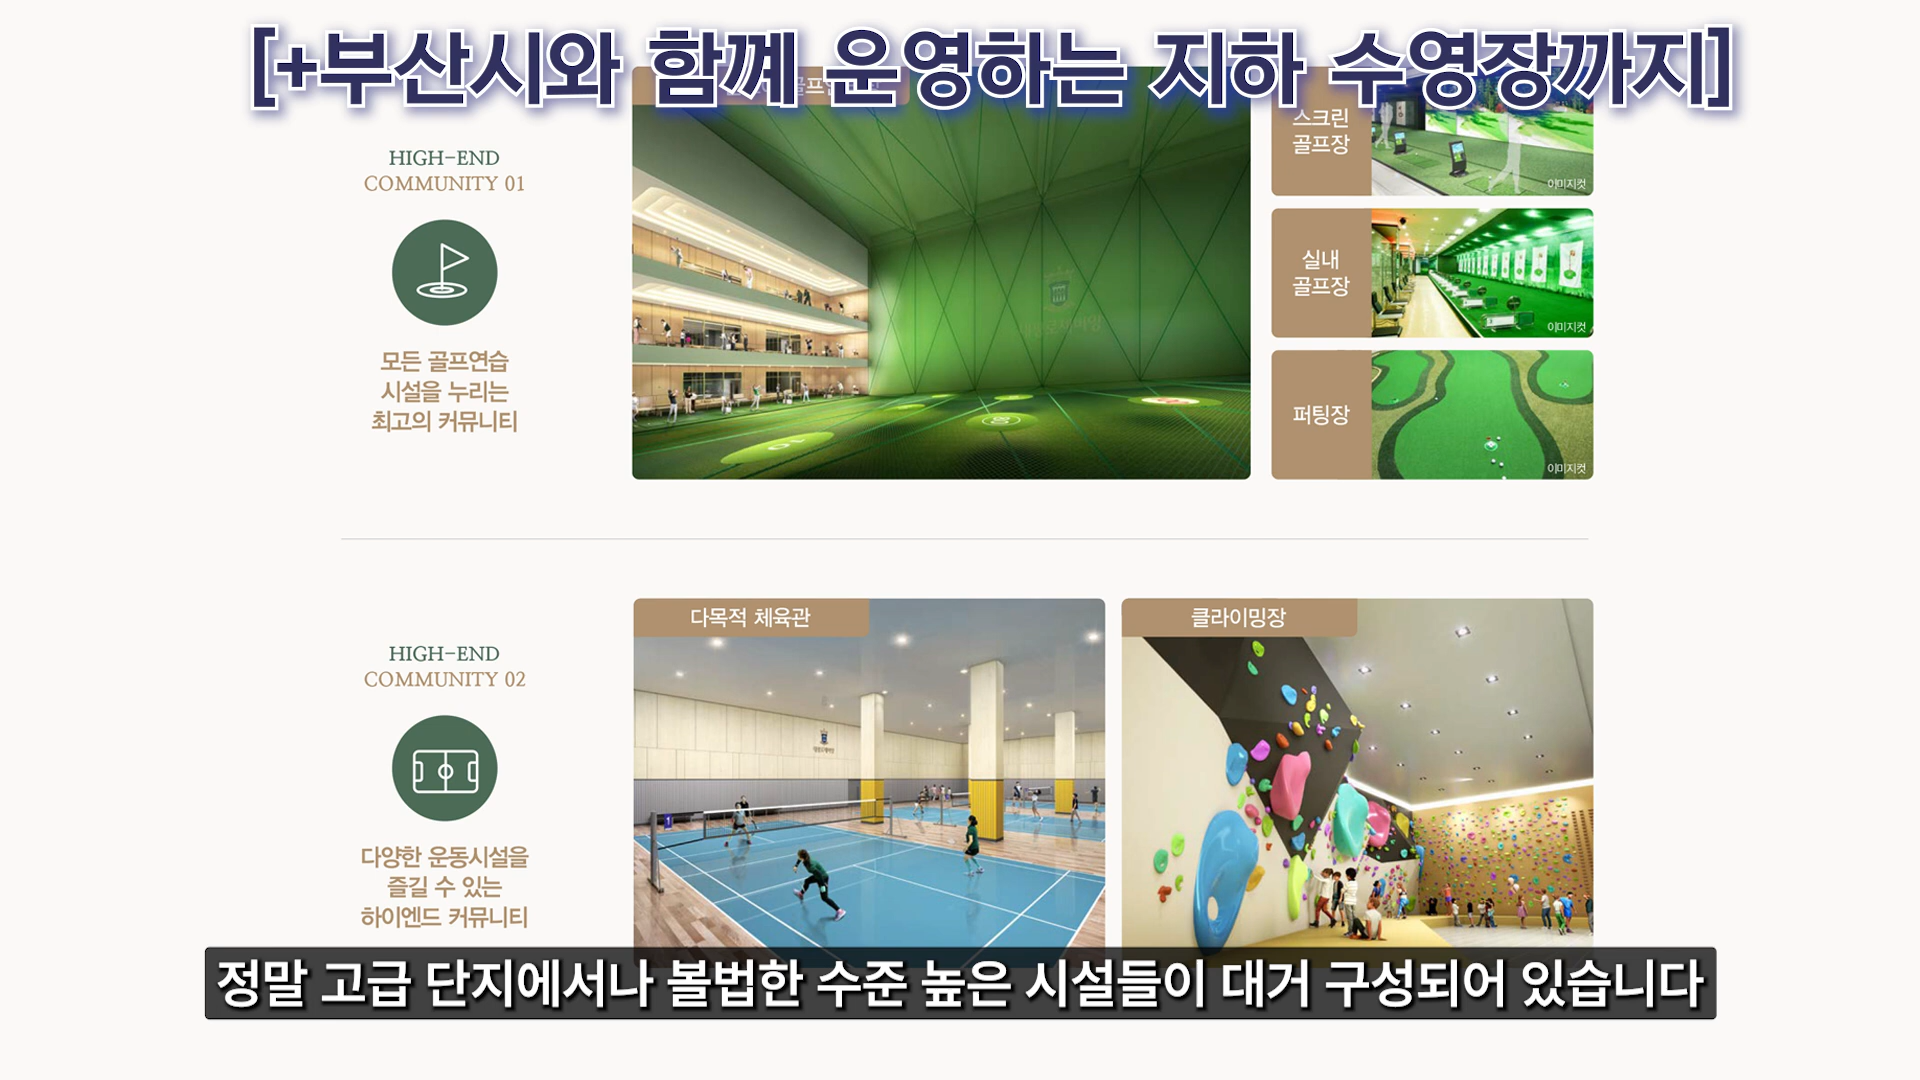 [+부산시와 함꼐 운영하는 지하 수영장까지]
HIGH-END
COMMUNITY 01
모든 골프연습
시설을 누리는
최고의 커뮤니티
스크린
골프장
이미지컷
실내
골프장
이미지컷
퍼팅장
이미지컷
HIGH-END
COMMUNITY 02
다양한 운동시설을
즐길 수 있는
하이엔드 커뮤니티
다목적 체육관
클라이밍장
정말 고급 단지에서나 볼법한 수준 높은 시설들이 대거 구성되어 있습니다